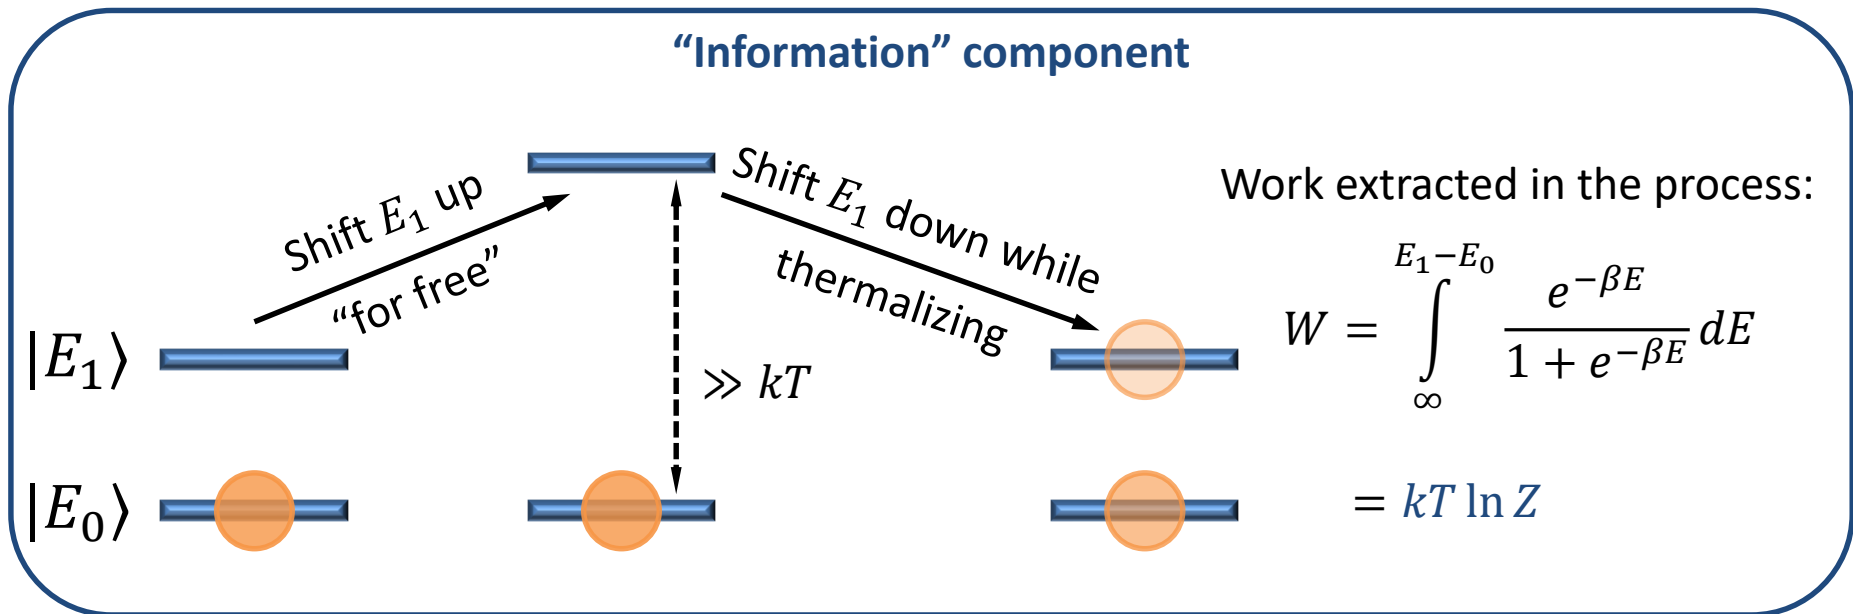 “Information” component
Shift E₁ up
“for free”
Shift E₁ down while
thermalizing
≫ kT
|E₁⟩
|E₀⟩
Work extracted in the process:
W = ∫_∞^{E₁−E₀} e^{−βE} / (1 + e^{−βE}) dE
= kT ln Z